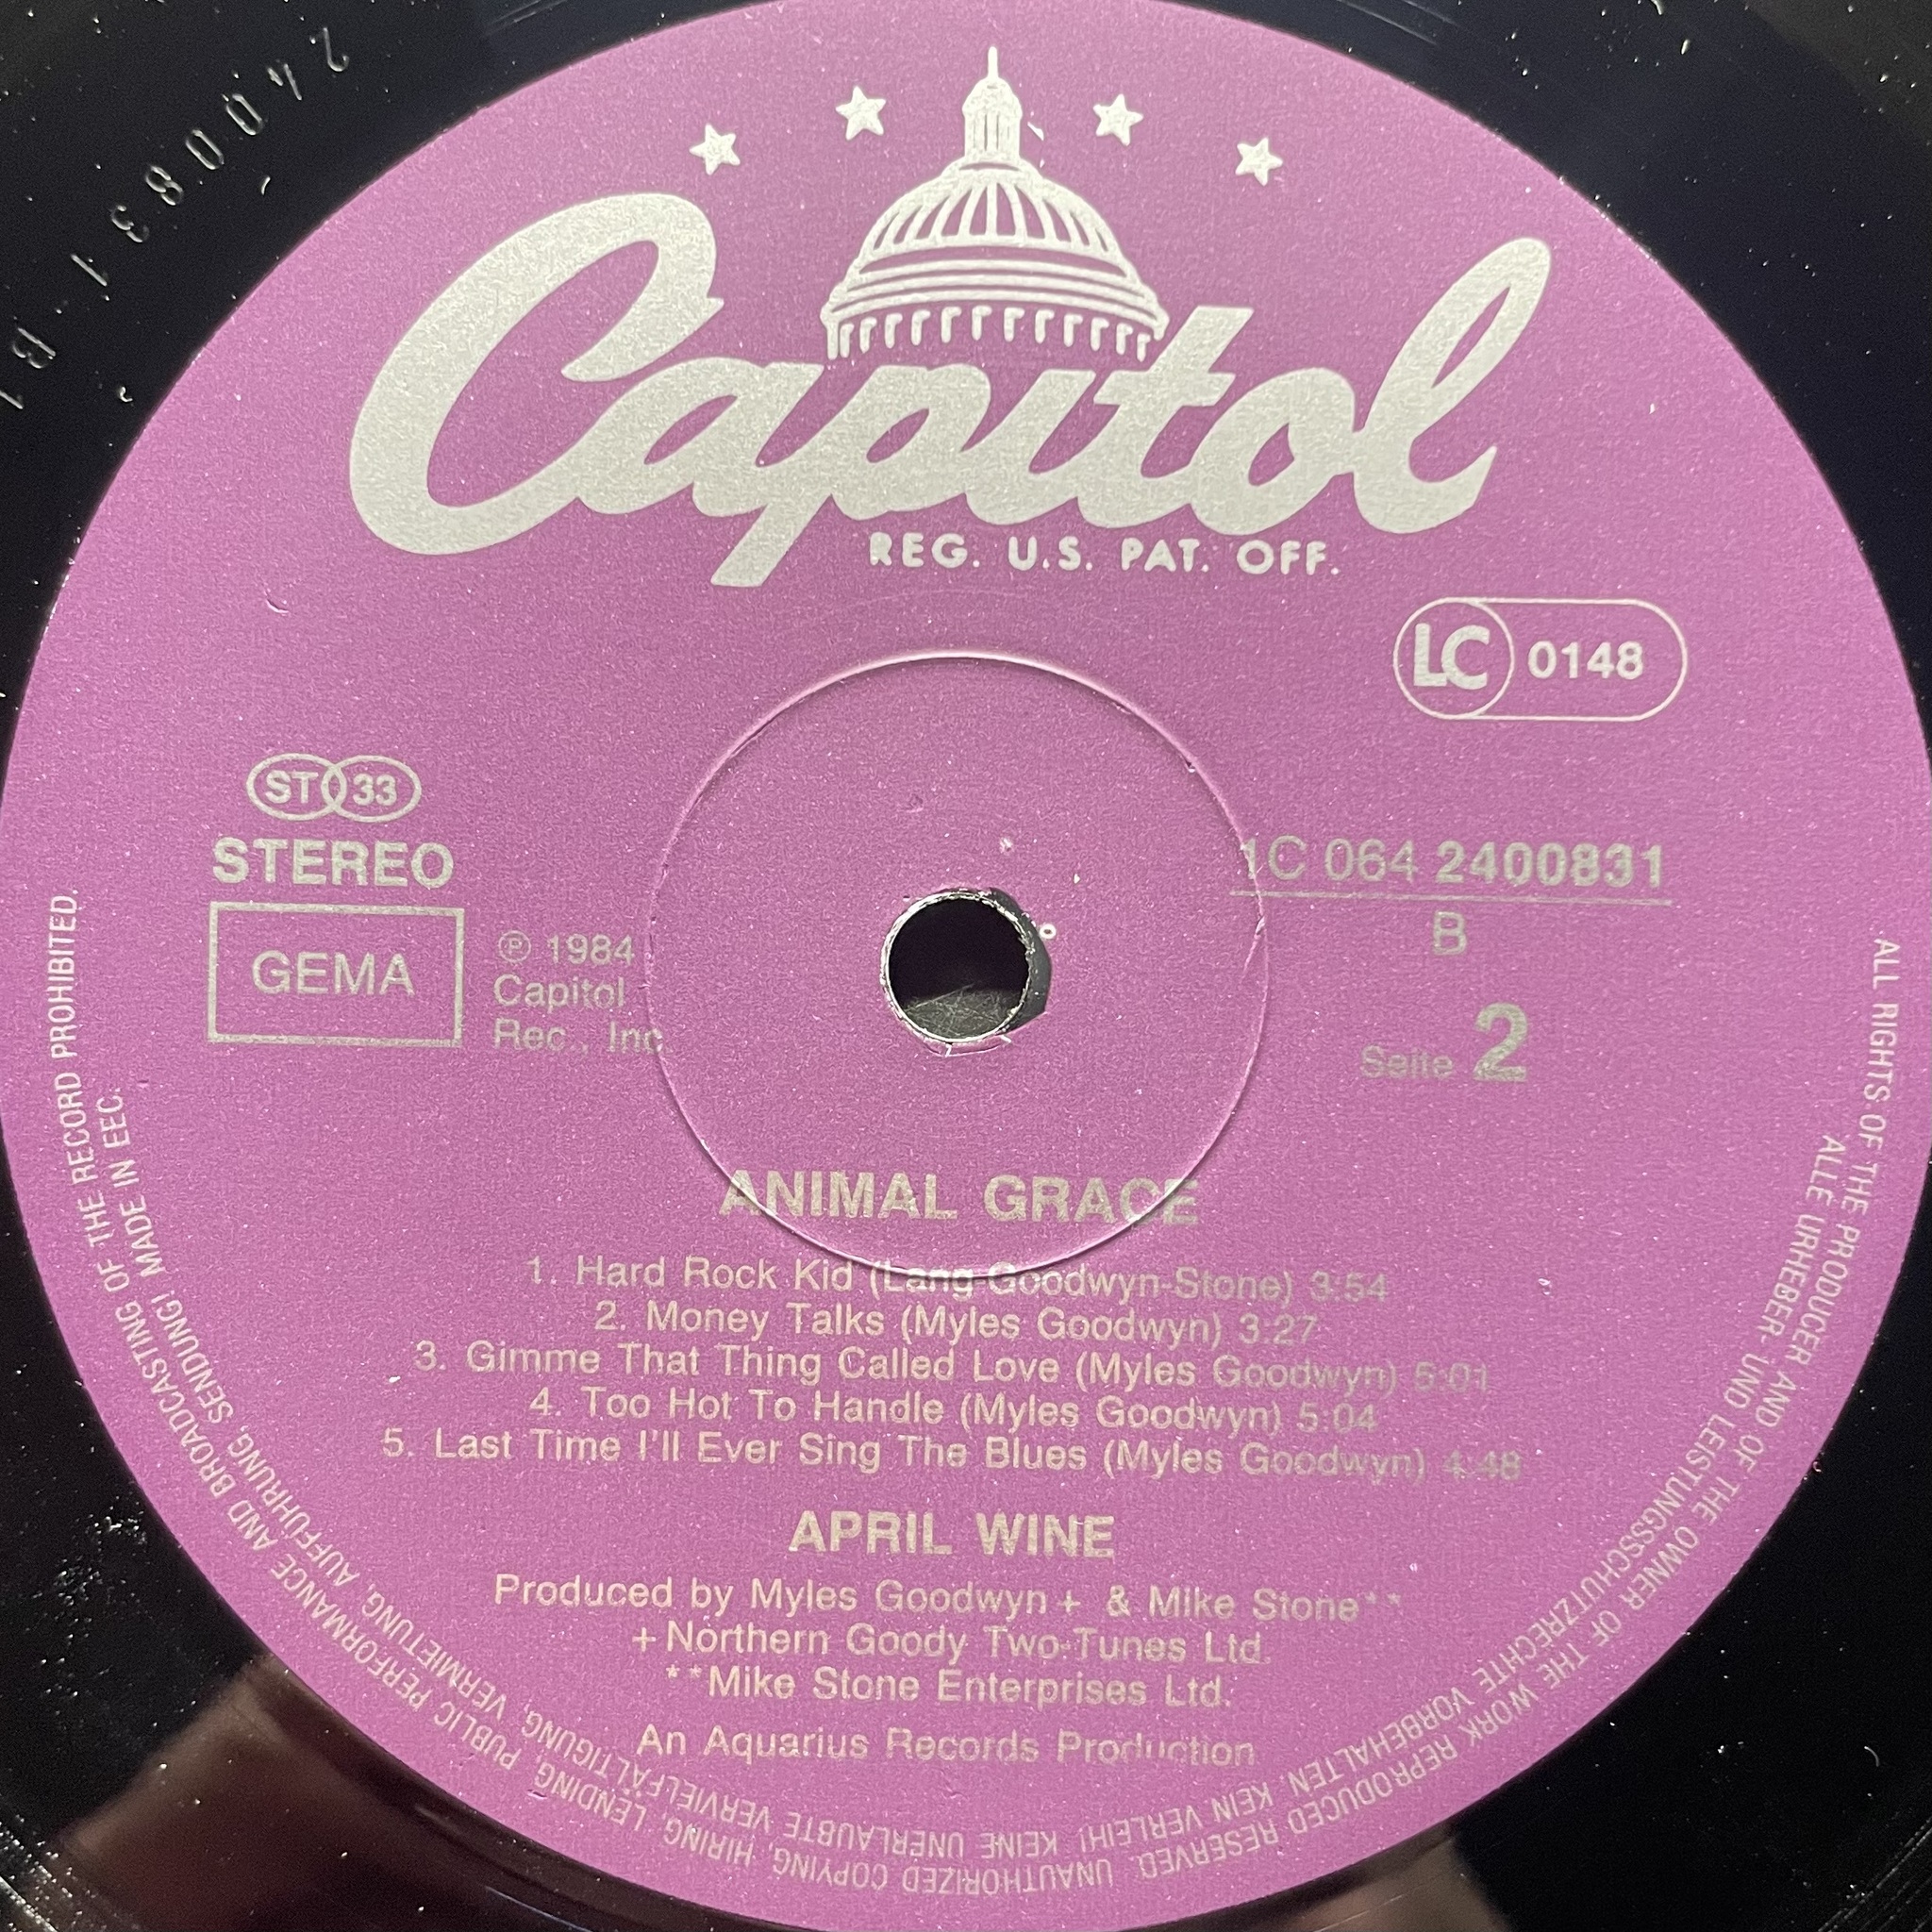 2400831.B
1
Capitol
REG. U.S. PAT. OFF.
LC 0148
ST 33
STEREO
GEMA
℗ 1984
Capitol
Rec., Inc
1C 064 2400831
B
Seite 2
ANIMAL GRACE
1. Hard Rock Kid (Lang-Goodwyn-Stone) 3:54
2. Money Talks (Myles Goodwyn) 3:27
3. Gimme That Thing Called Love (Myles Goodwyn) 5:01
4. Too Hot To Handle (Myles Goodwyn) 5:04
5. Last Time I'll Ever Sing The Blues (Myles Goodwyn) 4:48
APRIL WINE
Produced by Myles Goodwyn+ & Mike Stone**
+Northern Goody Two-Tunes Ltd.
**Mike Stone Enterprises Ltd.
An Aquarius Records Production
ALL RIGHTS OF THE PRODUCER AND OF THE OWNER OF THE WORK REPRODUCED RESERVED. UNAUTHORIZED COPYING, HIRING, LENDING, PUBLIC PERFORMANCE AND BROADCASTING OF THE RECORD PROHIBITED.
ALLE URHEBER- UND LEISTUNGSSCHUTZRECHTE VORBEHALTEN. KEIN VERLEIH! KEINE UNERLAUBTE VERVIELFÄLTIGUNG, VERMIETUNG, AUFFÜHRUNG, SENDUNG! MADE IN EEC.